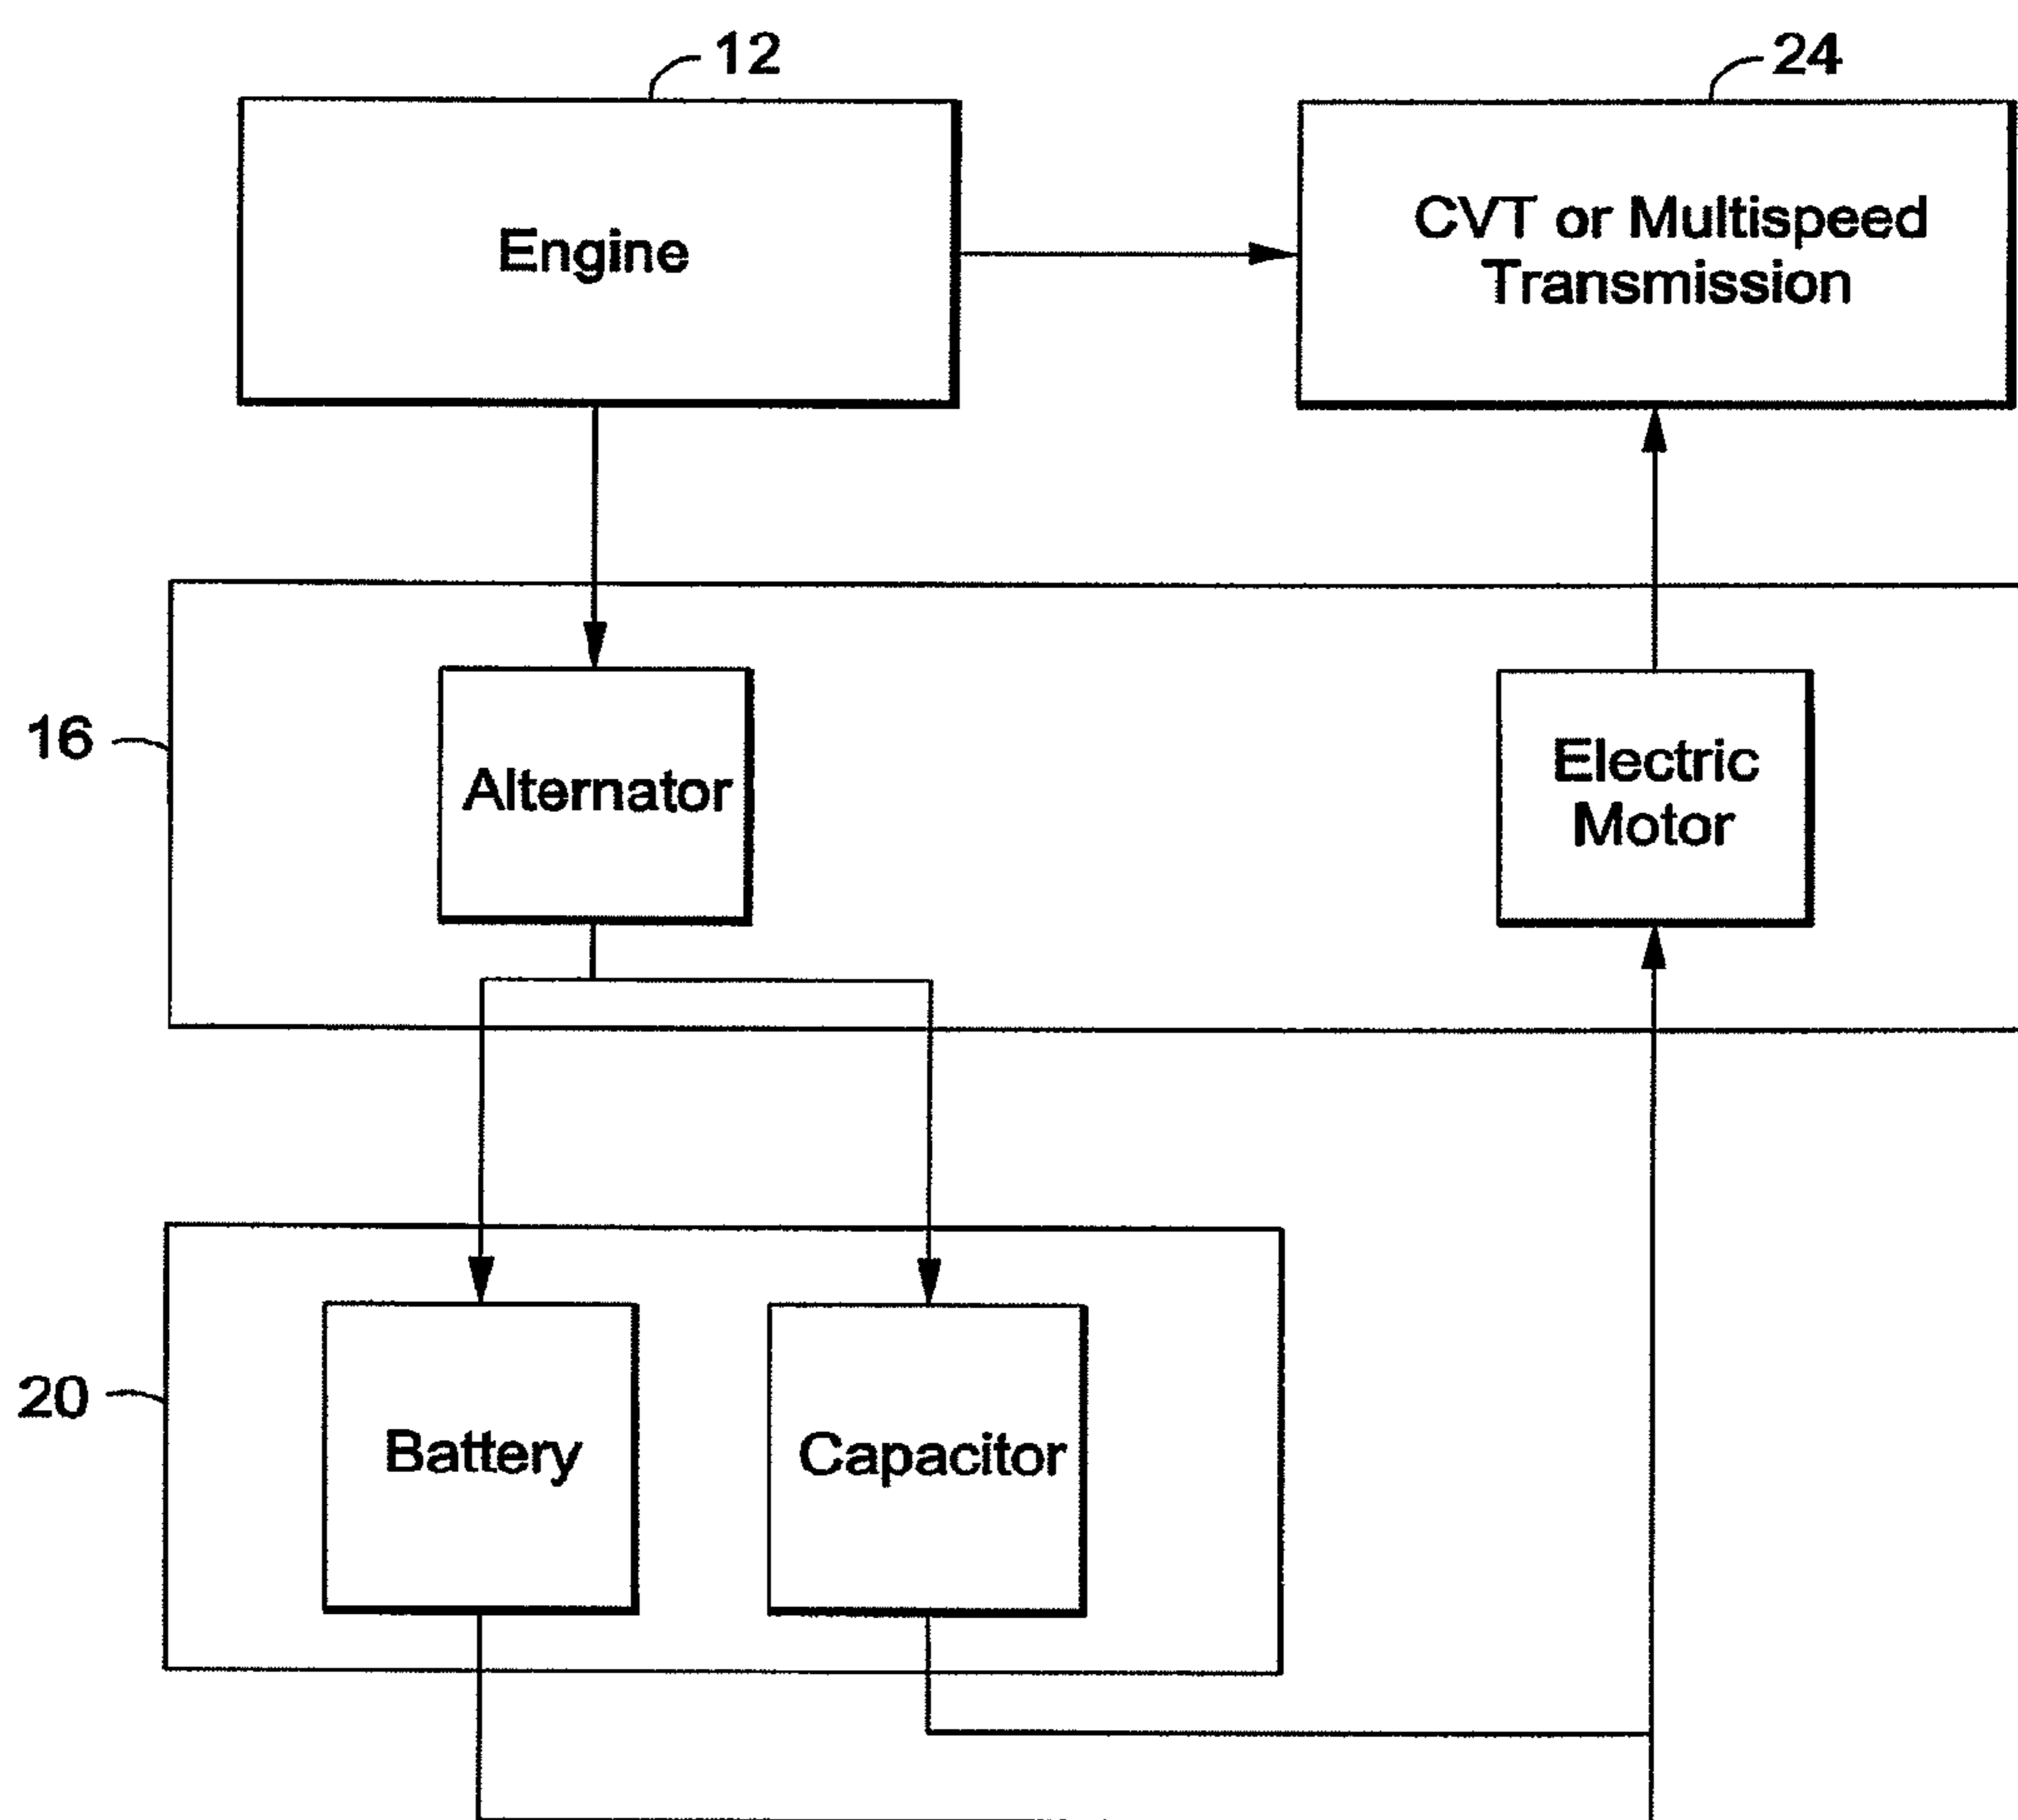 12
24
Engine
CVT or Multispeed
Transmission
16
Alternator
Electric
Motor
20
Battery
Capacitor